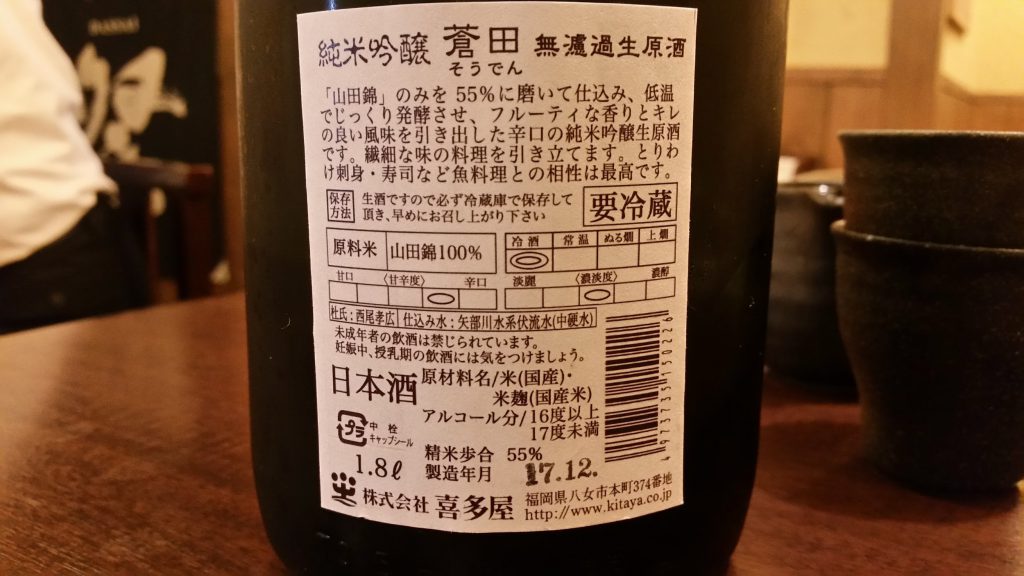 純米吟醸 蒼田 無濾過生原酒
そうでん
「山田錦」のみを55%に磨いて仕込み、低温
でじっくり発酵させ、フルーティな香りとキレ
の良い風味を引き出した辛口の純米吟醸生原酒
です。繊細な味の料理を引き立てます。とりわ
け刺身・寿司など魚料理との相性は最高です。
保存方法
生酒ですので必ず冷蔵庫で保存して
頂き、早めにお召し上がり下さい
要冷蔵
原料米 山田錦100%
冷酒 常温 ぬる燗 上燗
甘口 〈甘辛度〉 辛口
淡麗 〈濃淡度〉 濃醇
杜氏:西尾孝広 仕込み水:矢部川水系伏流水(中硬水)
未成年者の飲酒は禁じられています。
妊娠中、授乳期の飲酒には気をつけましょう。
日本酒
原材料名/米(国産)・
米麹(国産米)
アルコール分/16度以上
17度未満
プラ
中栓
キャップシール
精米歩合 55%
1.8ℓ
製造年月 17.12.
株式会社 喜多屋
福岡県八女市本町374番地
http://www.kitaya.co.jp